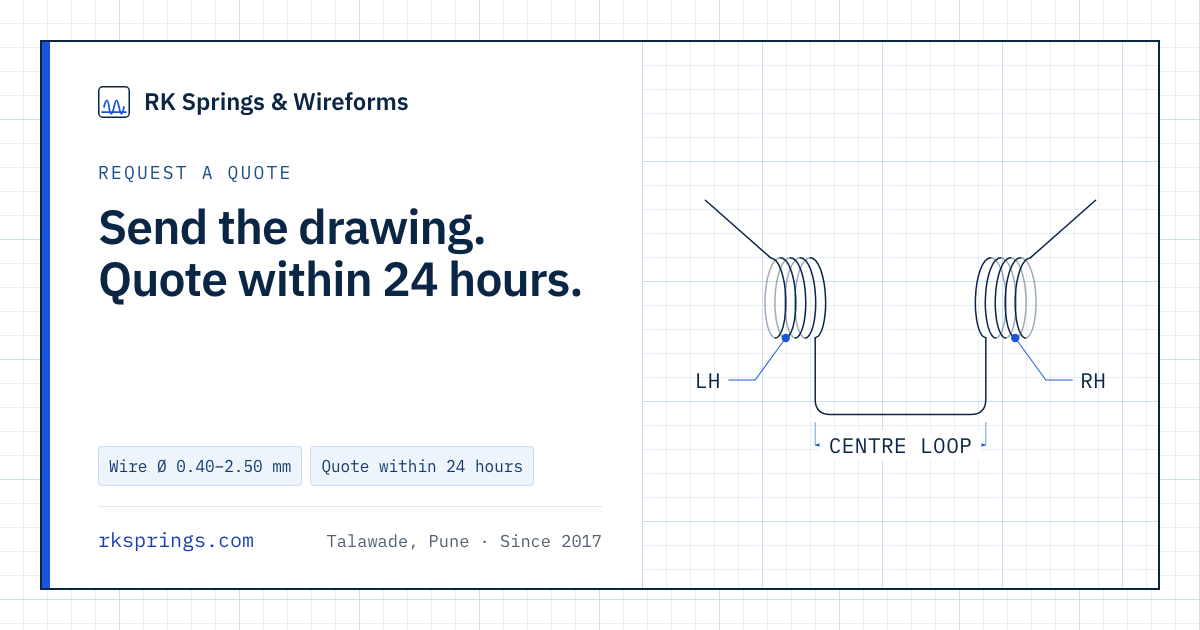 RK Springs & Wireforms
REQUEST A QUOTE
Send the drawing.
Quote within 24 hours.
Wire Ø 0.40–2.50 mm
Quote within 24 hours
rksprings.com
Talawade, Pune · Since 2017
LH
RH
CENTRE LOOP